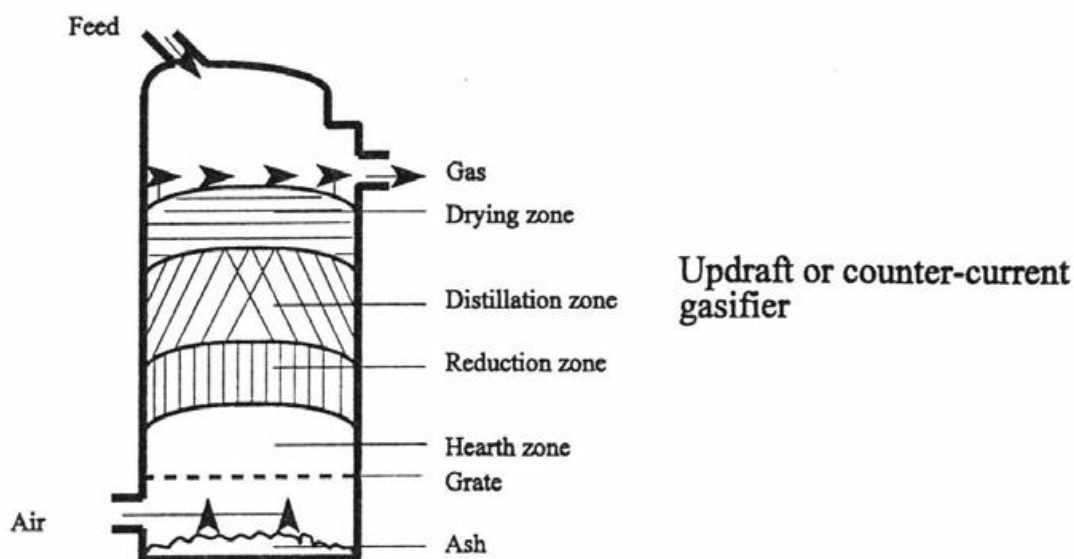 Feed
Gas
Drying zone
Distillation zone
Updraft or counter-current
gasifier
Reduction zone
Hearth zone
Grate
Air
Ash